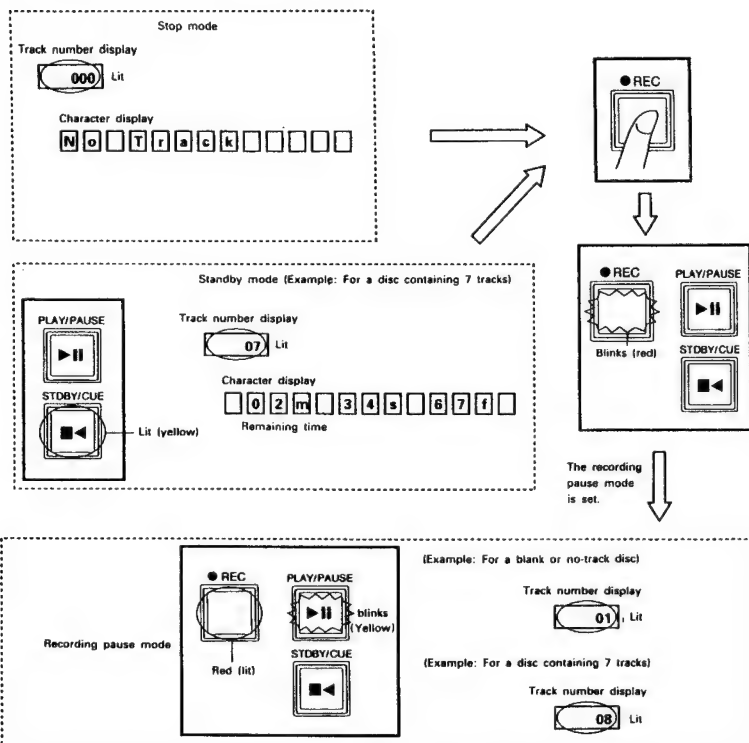 Stop mode
Track number display
000 Lit
Character display
No Track
● REC
Standby mode (Example: For a disc containing 7 tracks)
PLAY/PAUSE
▶II
STDBY/CUE
■◀ Lit (yellow)
Track number display
07 Lit
Character display
02m 34s 67f
Remaining time
● REC
Blinks (red)
PLAY/PAUSE
▶II
STDBY/CUE
■◀
The recording
pause mode
is set.
Recording pause mode
● REC
Red (lit)
PLAY/PAUSE
▶II blinks
(Yellow)
STDBY/CUE
■◀
(Example: For a blank or no-track disc)
Track number display
01 Lit
(Example: For a disc containing 7 tracks)
Track number display
08 Lit